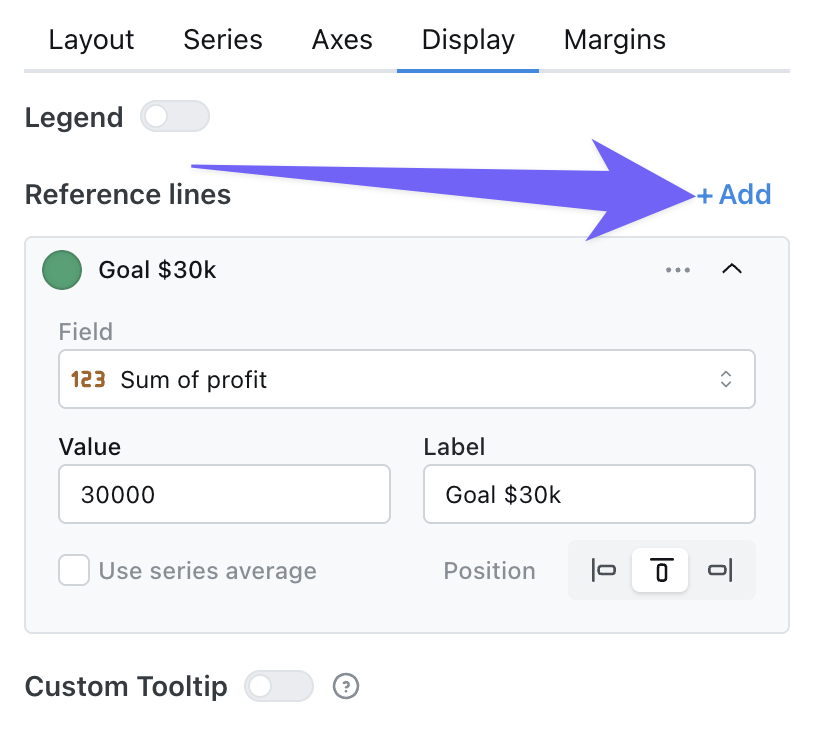 Layout Series Axes Display Margins
Legend
Reference lines + Add
Goal $30k
Field
123 Sum of profit
Value Label
30000 Goal $30k
Use series average Position
Custom Tooltip ?